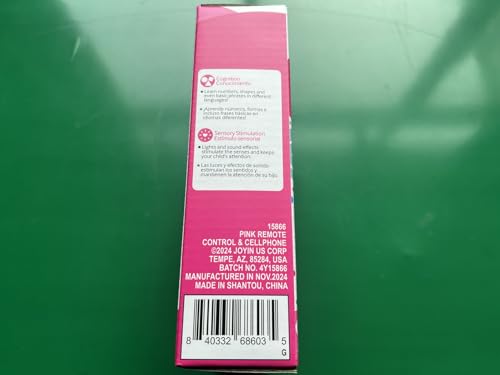 Cognition
Conocimiento
• Learn numbers, shapes and
even basic phrases in different
languages!
• ¡Aprende números, formas e
incluso frases básicas en
idiomas diferentes!
Sensory Stimulation
Estímulo sensorial
• Lights and sound effects
stimulate the senses and keeps
your child's attention.
• Las luces y efectos de sonido
estimulan los sentidos y
mantienen la atención de su hijo
15866
PINK REMOTE
CONTROL & CELLPHONE
©2024 JOYIN US CORP
TEMPE, AZ, 85284, USA
BATCH NO. 4Y15866
MANUFACTURED IN NOV.2024
MADE IN SHANTOU, CHINA
8 40332 68603 5
G